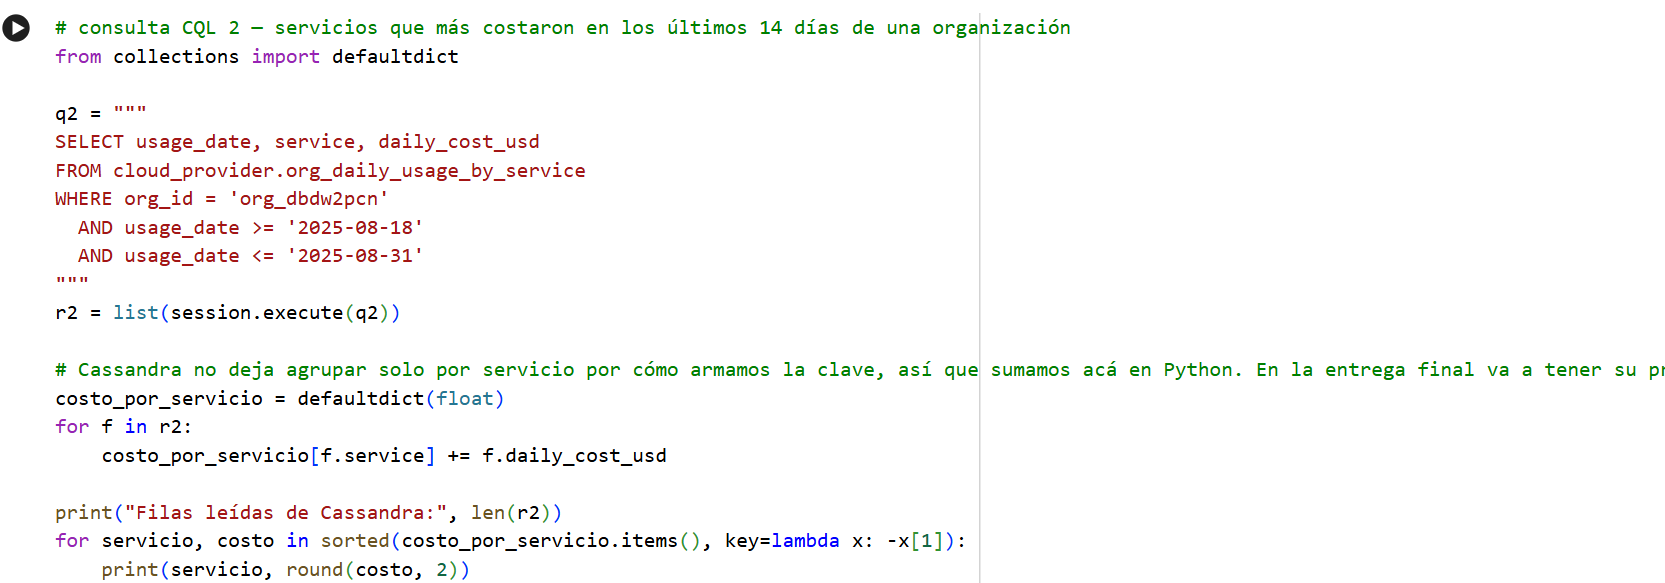 # consulta CQL 2 — servicios que más costaron en los últimos 14 días de una organización
from collections import defaultdict
q2 = """
SELECT usage_date, service, daily_cost_usd
FROM cloud_provider.org_daily_usage_by_service
WHERE org_id = 'org_dbdw2pcn'
  AND usage_date >= '2025-08-18'
  AND usage_date <= '2025-08-31'
"""
r2 = list(session.execute(q2))
# Cassandra no deja agrupar solo por servicio por cómo armamos la clave, así que sumamos acá en Python. En la entrega final va a tener su
costo_por_servicio = defaultdict(float)
for f in r2:
    costo_por_servicio[f.service] += f.daily_cost_usd
print("Filas leídas de Cassandra:", len(r2))
for servicio, costo in sorted(costo_por_servicio.items(), key=lambda x: -x[1]):
    print(servicio, round(costo, 2))